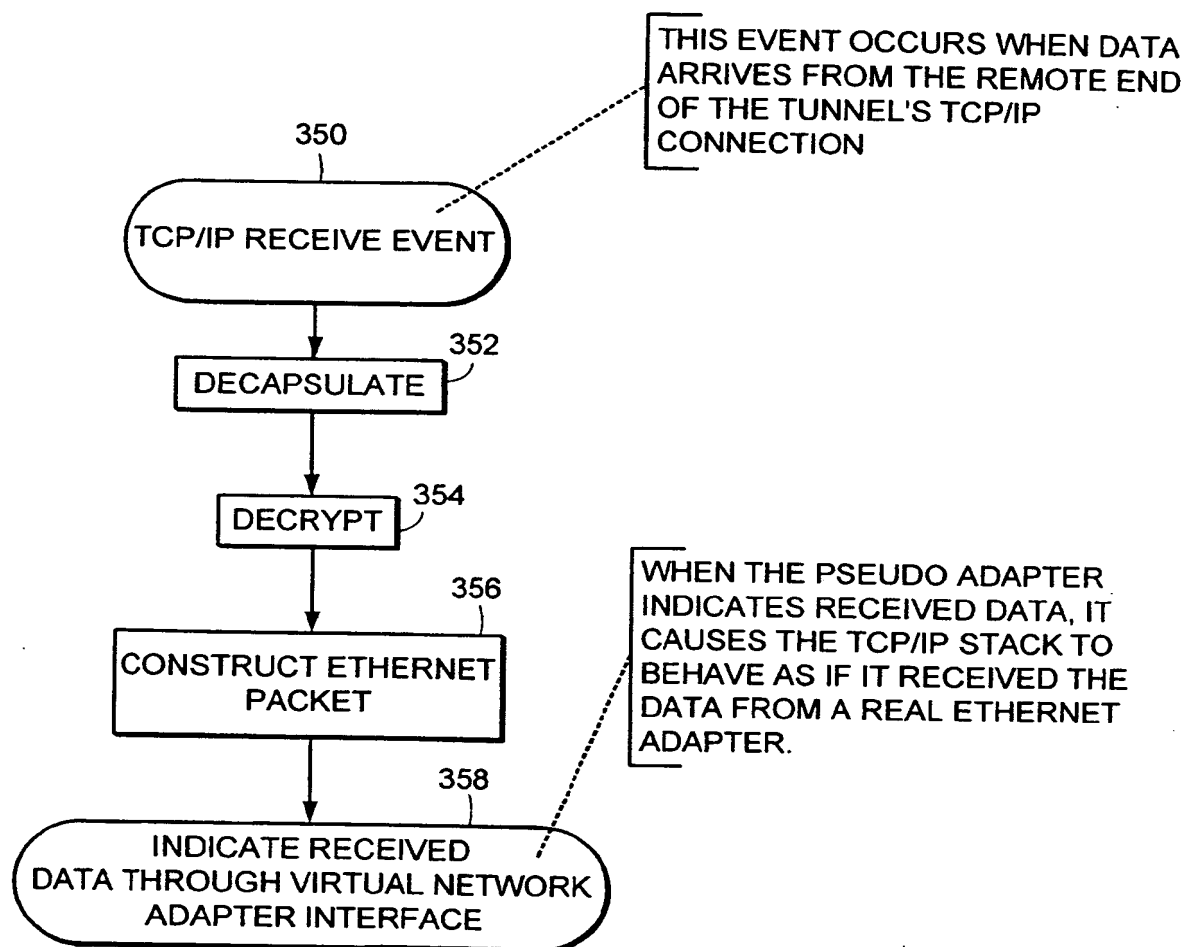 THIS EVENT OCCURS WHEN DATA
ARRIVES FROM THE REMOTE END
OF THE TUNNEL'S TCP/IP
CONNECTION
350
TCP/IP RECEIVE EVENT
352
DECAPSULATE
354
DECRYPT
356
CONSTRUCT ETHERNET
PACKET
WHEN THE PSEUDO ADAPTER
INDICATES RECEIVED DATA, IT
CAUSES THE TCP/IP STACK TO
BEHAVE AS IF IT RECEIVED THE
DATA FROM A REAL ETHERNET
ADAPTER.
358
INDICATE RECEIVED
DATA THROUGH VIRTUAL NETWORK
ADAPTER INTERFACE